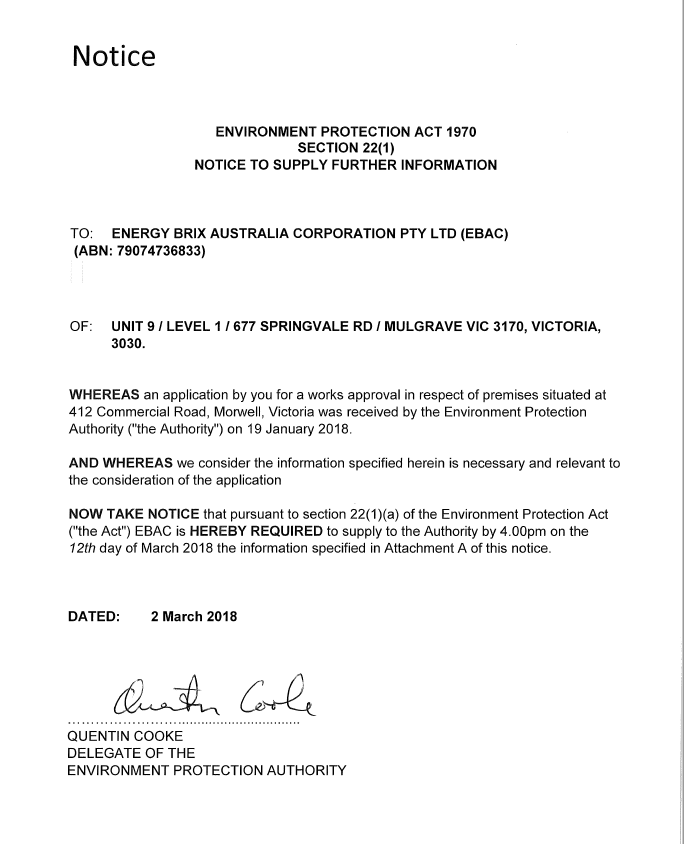 Notice
ENVIRONMENT PROTECTION ACT 1970
SECTION 22(1)
NOTICE TO SUPPLY FURTHER INFORMATION
TO: ENERGY BRIX AUSTRALIA CORPORATION PTY LTD (EBAC)
(ABN: 79074736833)
OF: UNIT 9 / LEVEL 1 / 677 SPRINGVALE RD / MULGRAVE VIC 3170, VICTORIA,
3030.
WHEREAS an application by you for a works approval in respect of premises situated at
412 Commercial Road, Morwell, Victoria was received by the Environment Protection
Authority ("the Authority") on 19 January 2018.
AND WHEREAS we consider the information specified herein is necessary and relevant to
the consideration of the application
NOW TAKE NOTICE that pursuant to section 22(1)(a) of the Environment Protection Act
("the Act") EBAC is HEREBY REQUIRED to supply to the Authority by 4.00pm on the
12th day of March 2018 the information specified in Attachment A of this notice.
DATED: 2 March 2018
Quentin Cooke
QUENTIN COOKE
DELEGATE OF THE
ENVIRONMENT PROTECTION AUTHORITY